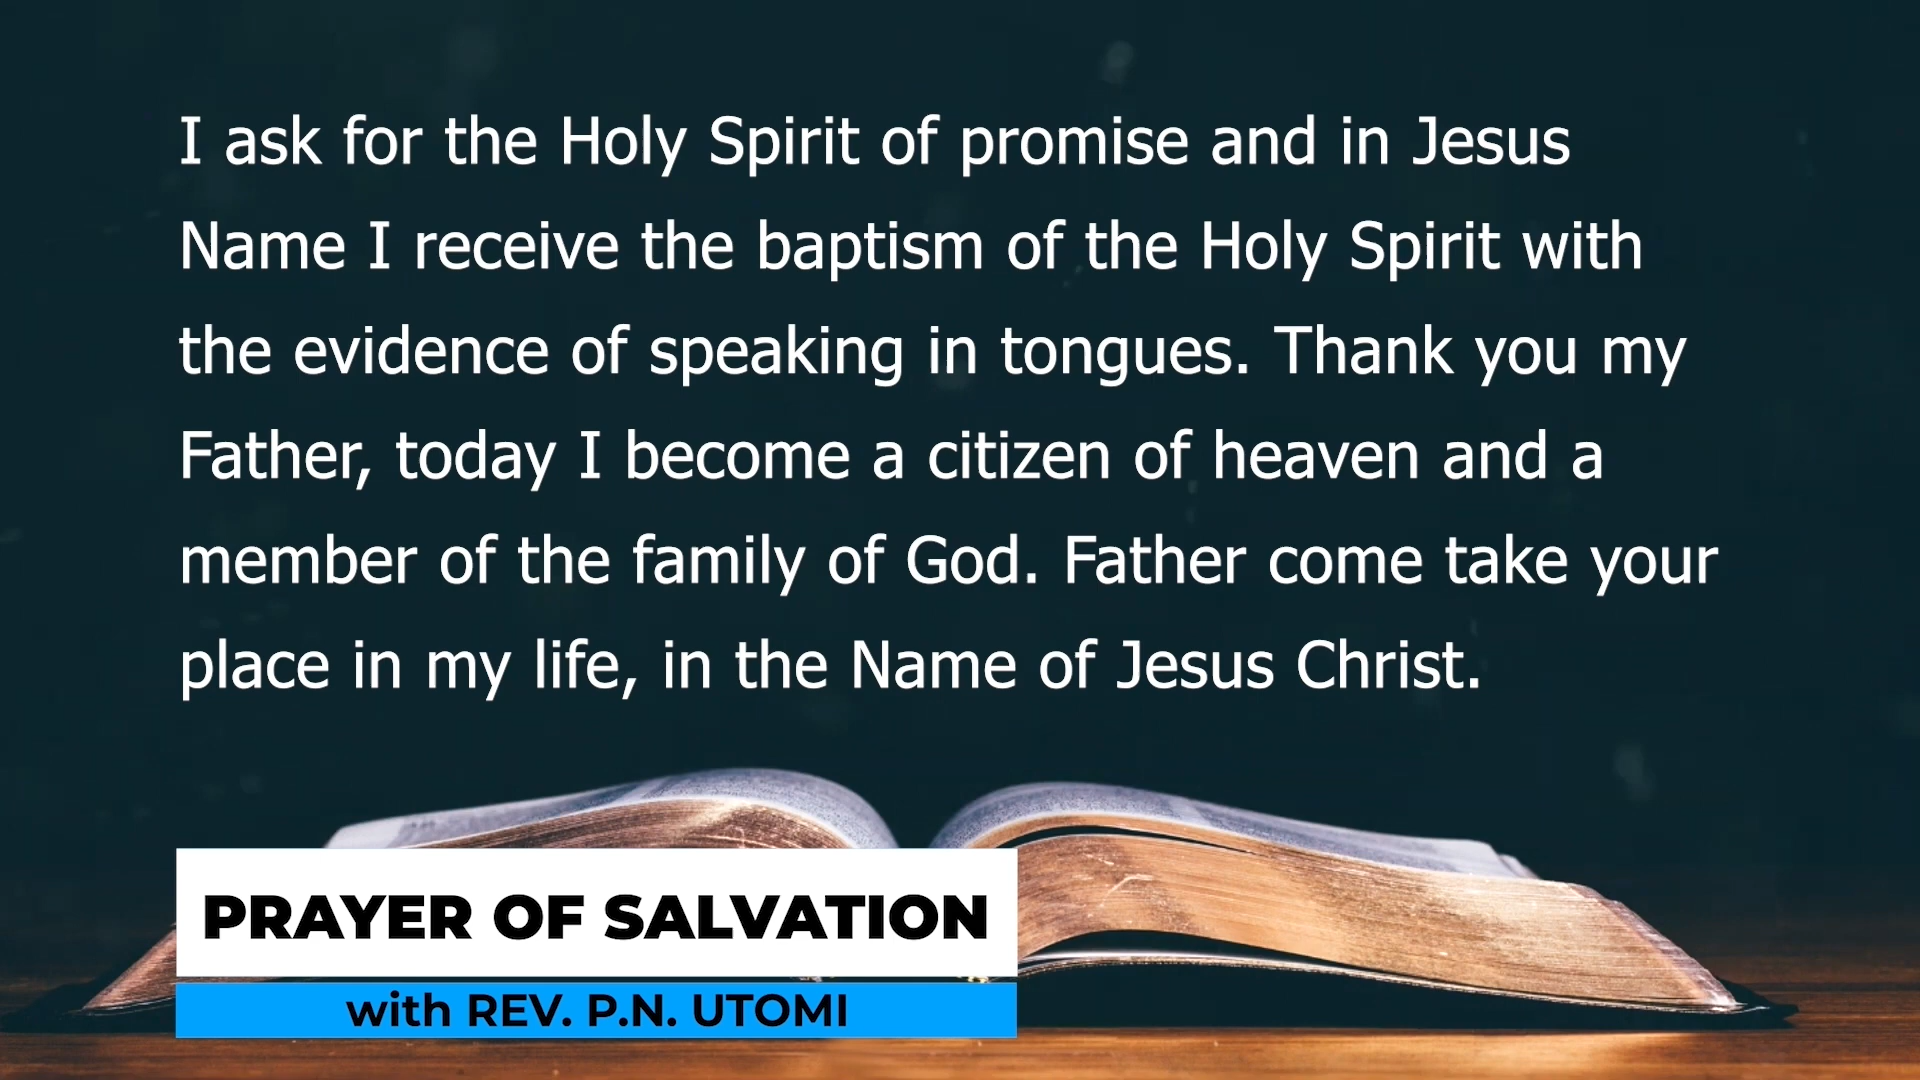 I ask for the Holy Spirit of promise and in Jesus
Name I receive the baptism of the Holy Spirit with
the evidence of speaking in tongues. Thank you my
Father, today I become a citizen of heaven and a
member of the family of God. Father come take your
place in my life, in the Name of Jesus Christ.
PRAYER OF SALVATION
with REV. P.N. UTOMI